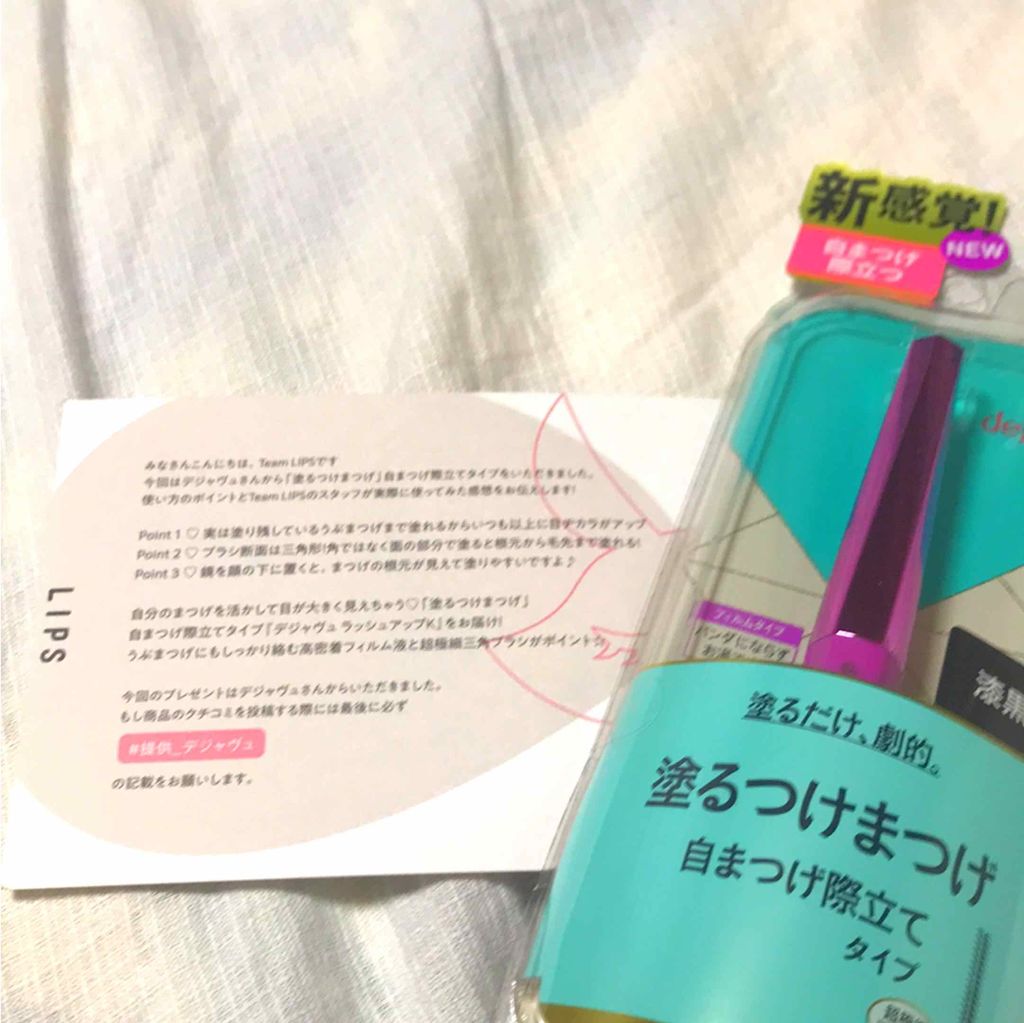 みなさんこんにちは、Team LIPSです
今回はデジャヴュさんから「塗るつけまつげ」自まつげ際立てタイプをいただきました。
使い方のポイントとTeam LIPSのスタッフが実際に使ってみた感想をお伝えします!
Point 1 ♡ 実は塗り残しているうぶまつげまで塗れるからいつも以上に目ヂカラがアップ
Point 2 ♡ ブラシ断面は三角形!角ではなく面の部分で塗ると根元から毛先まで塗れる!
Point 3 ♡ 鏡を顔の下に置くと、まつげの根元が見えて塗りやすいですよ♪
自分のまつげを活かして目が大きく見えちゃう♡「塗るつけまつげ」
自まつげ際立てタイプ『デジャヴュ ラッシュアップK』をお届け!
うぶまつげにもしっかり絡む高密着フィルム液と超極細三角ブラシがポイント☆
今回のプレゼントはデジャヴュさんからいただきました。
もし商品のクチコミを投稿する際には最後に必ず
#提供_デジャヴュ
の記載をお願いします。
LIPS
新感覚!
NEW
自まつげ
際立つ
de
フィルムタイプ
パンダにならず
お湯
漆黒
塗るだけ、劇的。
塗るつけまつげ
自まつげ際立て
タイプ